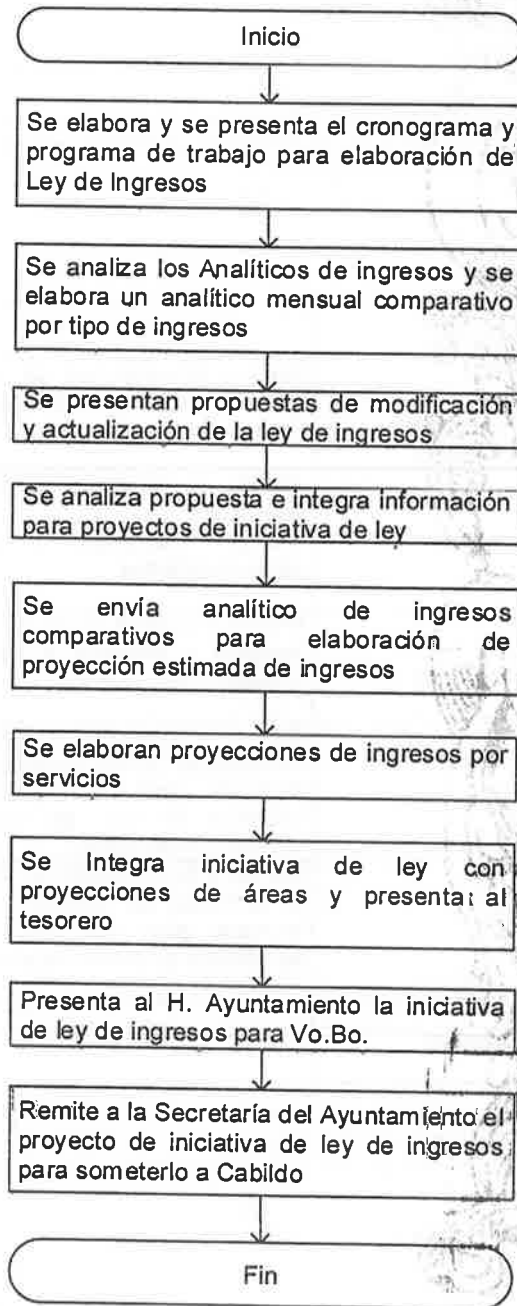 Inicio
Se elabora y se presenta el cronograma y
programa de trabajo para elaboración de
Ley de Ingresos
Se analiza los Analíticos de ingresos y se
elabora un analítico mensual comparativo
por tipo de ingresos
Se presentan propuestas de modificación
y actualización de la ley de ingresos
Se analiza propuesta e integra información
para proyectos de iniciativa de ley
Se envía analítico de ingresos
comparativos para elaboración de
proyección estimada de ingresos
Se elaboran proyecciones de ingresos por
servicios
Se Integra iniciativa de ley con
proyecciones de áreas y presenta al
tesorero
Presenta al H. Ayuntamiento la iniciativa
de ley de ingresos para Vo.Bo.
Remite a la Secretaría del Ayuntamiento el
proyecto de iniciativa de ley de ingresos
para someterlo a Cabildo
Fin